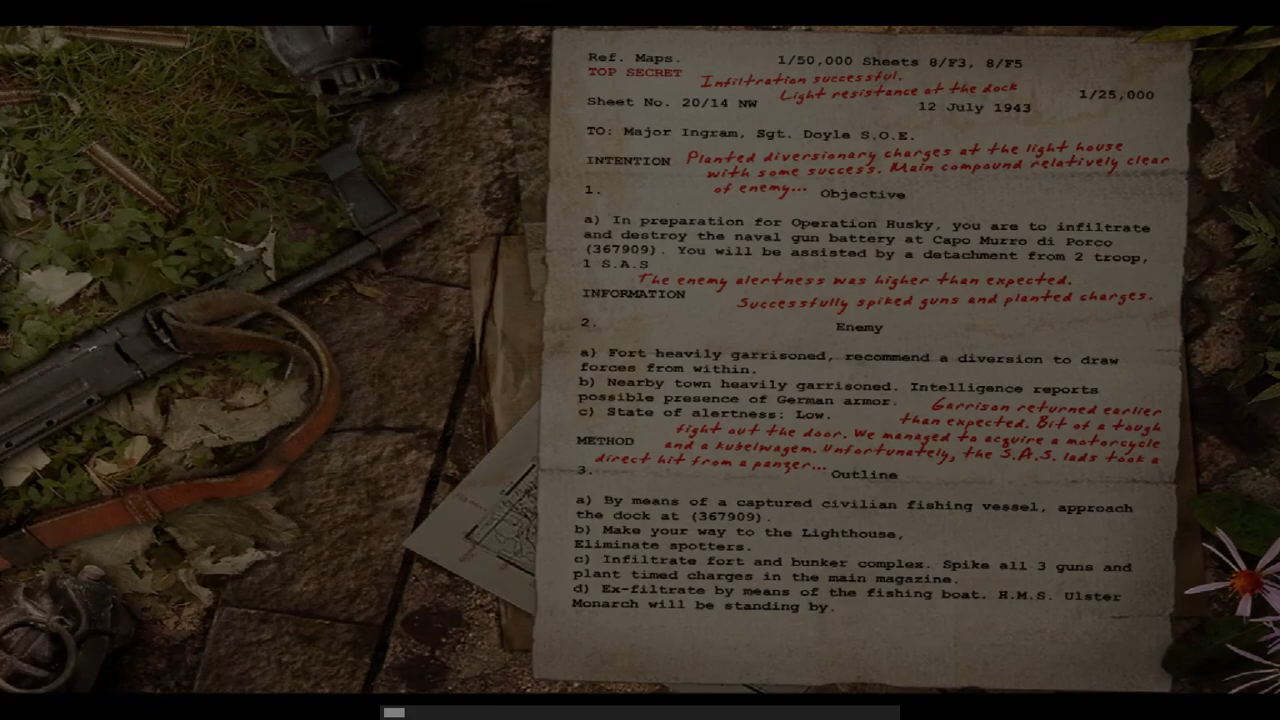 Ref. Maps. 1/50,000 Sheets 8/F3, 8/F5
TOP SECRET Infiltration successful.
Light resistance at the dock 1/25,000
Sheet No. 20/14 NW 12 July 1943
TO: Major Ingram, Sgt. Doyle S.O.E.
INTENTION Planted diversionary charges at the light house
with some success. Main compound relatively clear
of enemy...
1. Objective
a) In preparation for Operation Husky, you are to infiltrate
and destroy the naval gun battery at Capo Murro di Porco
(367909). You will be assisted by a detachment from 2 troop,
1 S.A.S
The enemy alertness was higher than expected.
INFORMATION Successfully spiked guns and planted charges.
2. Enemy
a) Fort heavily garrisoned, recommend a diversion to draw
forces from within.
b) Nearby town heavily garrisoned. Intelligence reports
possible presence of German armor.
c) State of alertness: Low.
Garrison returned earlier
than expected. Bit of a tough
fight out the door. We managed to acquire a motorcycle
METHOD and a kubelwagem. Unfortunately, the S.A.S. lads took a
direct hit from a panzer...
3. Outline
a) By means of a captured civilian fishing vessel, approach
the dock at (367909).
b) Make your way to the Lighthouse,
Eliminate spotters.
c) Infiltrate fort and bunker complex. Spike all 3 guns and
plant timed charges in the main magazine.
d) Ex-filtrate by means of the fishing boat. H.M.S. Ulster
Monarch will be standing by.